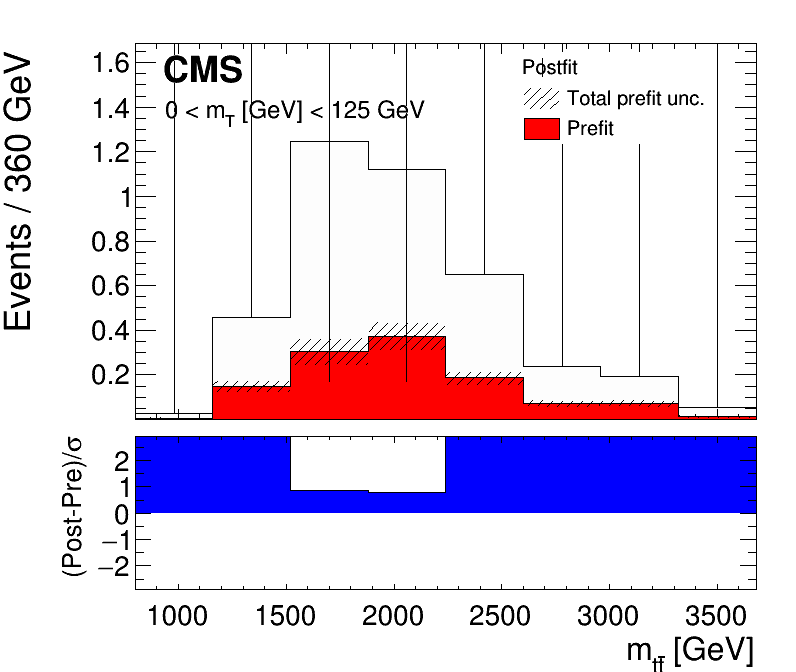 Events / 360 GeV
1.6
1.4
1.2
1
0.8
0.6
0.4
0.2
CMS
0 < m_T [GeV] < 125 GeV
Postfit
Total prefit unc.
Prefit
(Post-Pre)/σ
2
1
0
−1
−2
1000 1500 2000 2500 3000 3500
m_tt̄ [GeV]